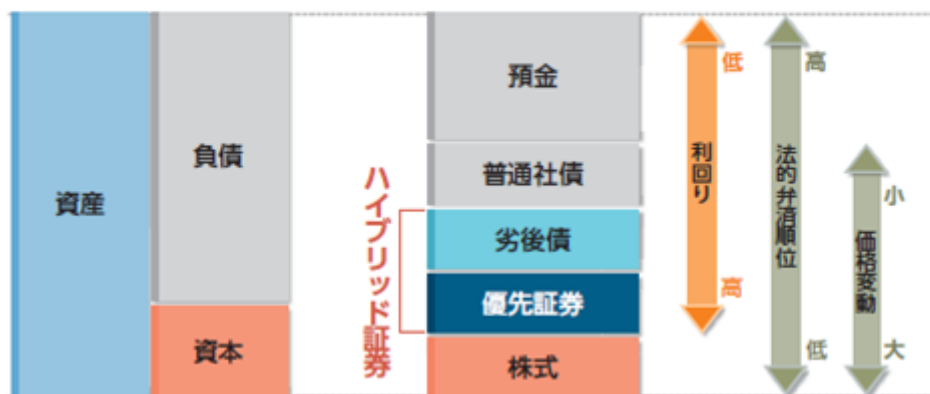 資産
負債
資本
ハイブリッド証券
預金
普通社債
劣後債
優先証券
株式
低
利回り
高
高
法的弁済順位
低
小
価格変動
大